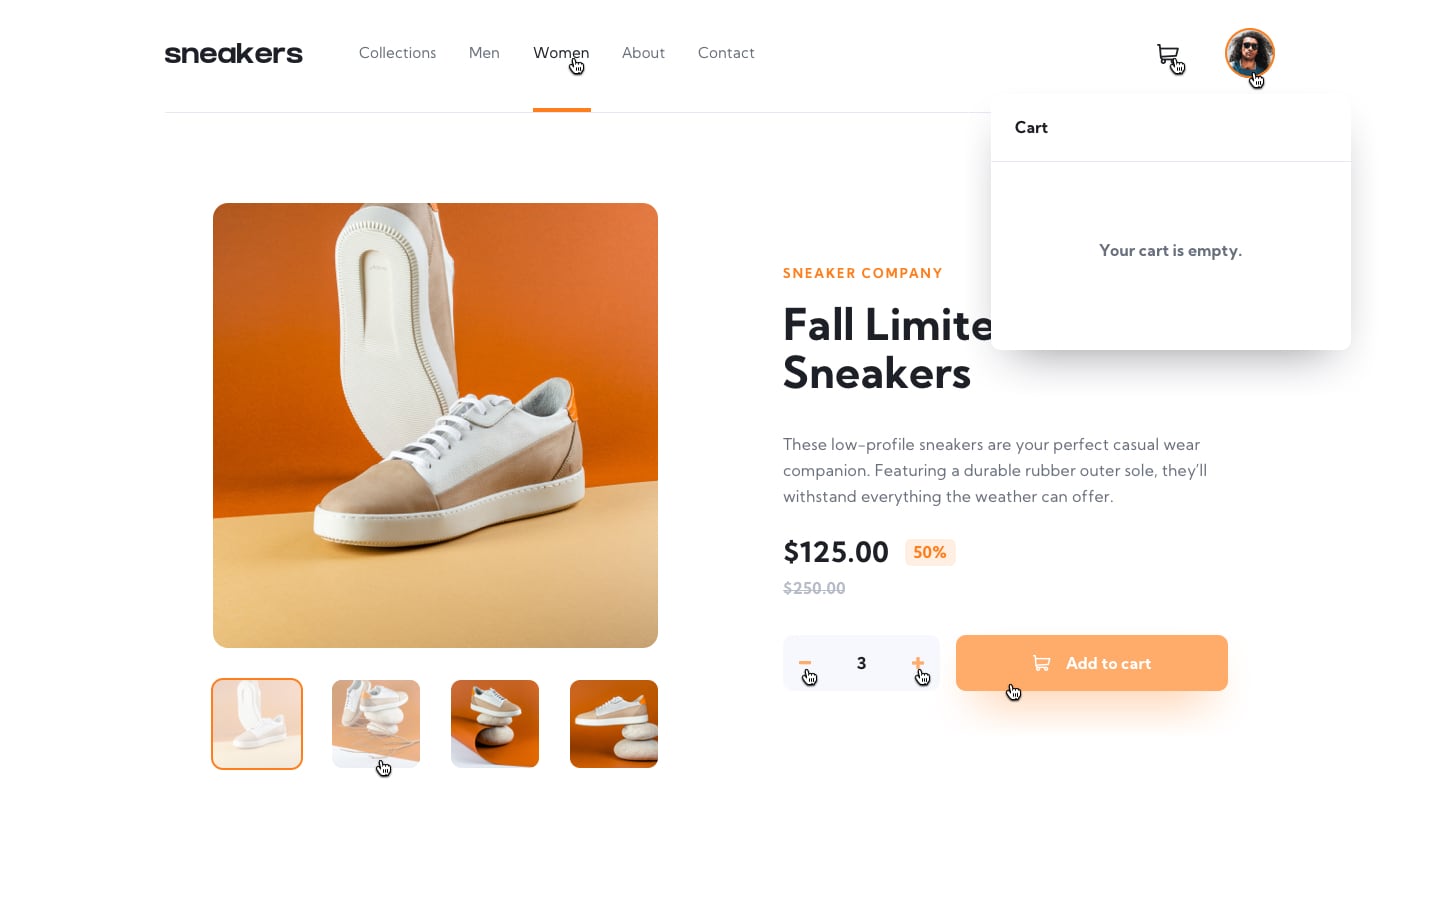 sneakers
Collections
Men
Women
About
Contact
Cart
Your cart is empty.
SNEAKER COMPANY
Fall Limite
Sneakers
These low-profile sneakers are your perfect casual wear
companion. Featuring a durable rubber outer sole, they'll
withstand everything the weather can offer.
$125.00 50%
$250.00
3
Add to cart